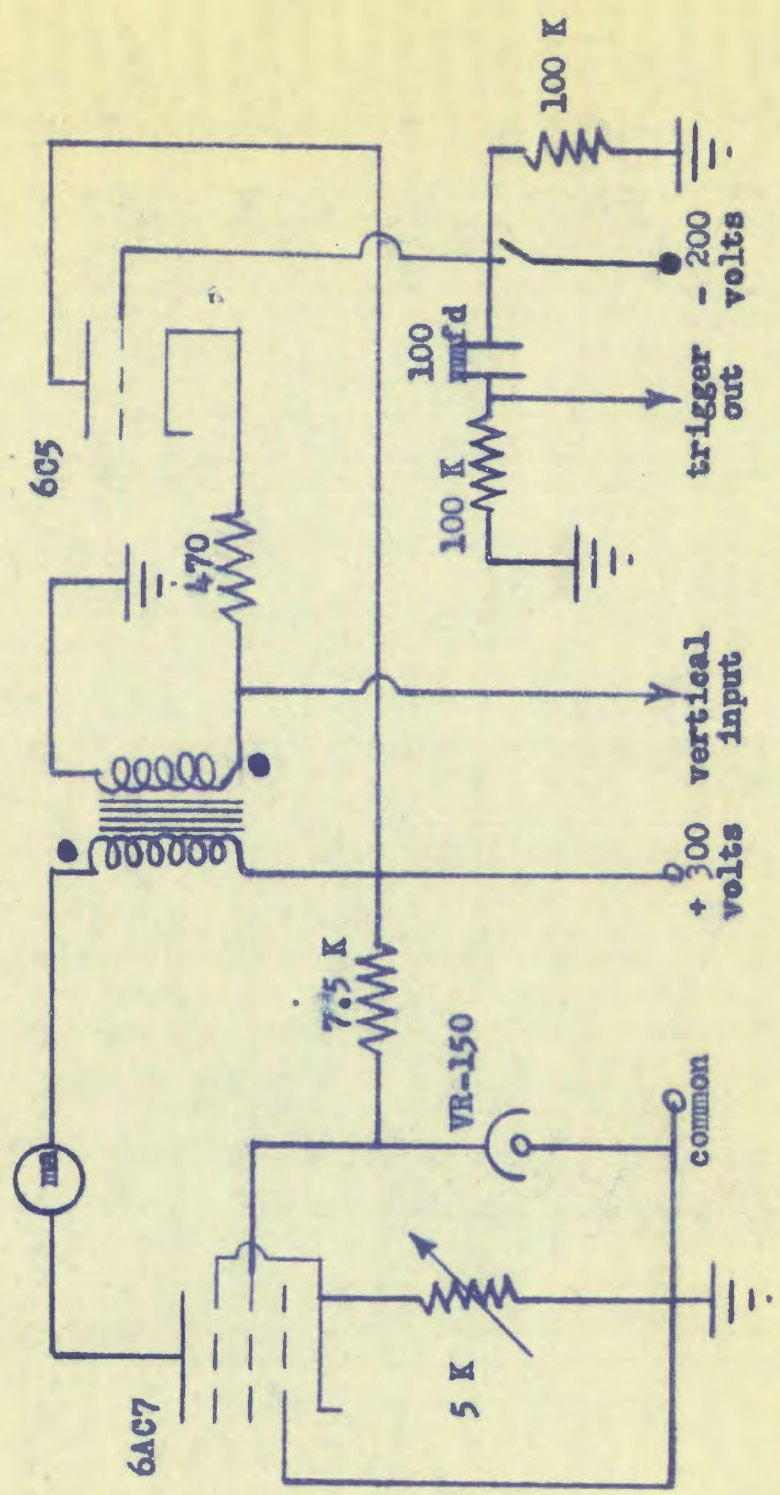 6AC7
ma
6C5
470
7.5 K
VR-150
5 K
100 K
100
mmfd
100 K
common
+ 300
volts
vertical
input
trigger
out
- 200
volts